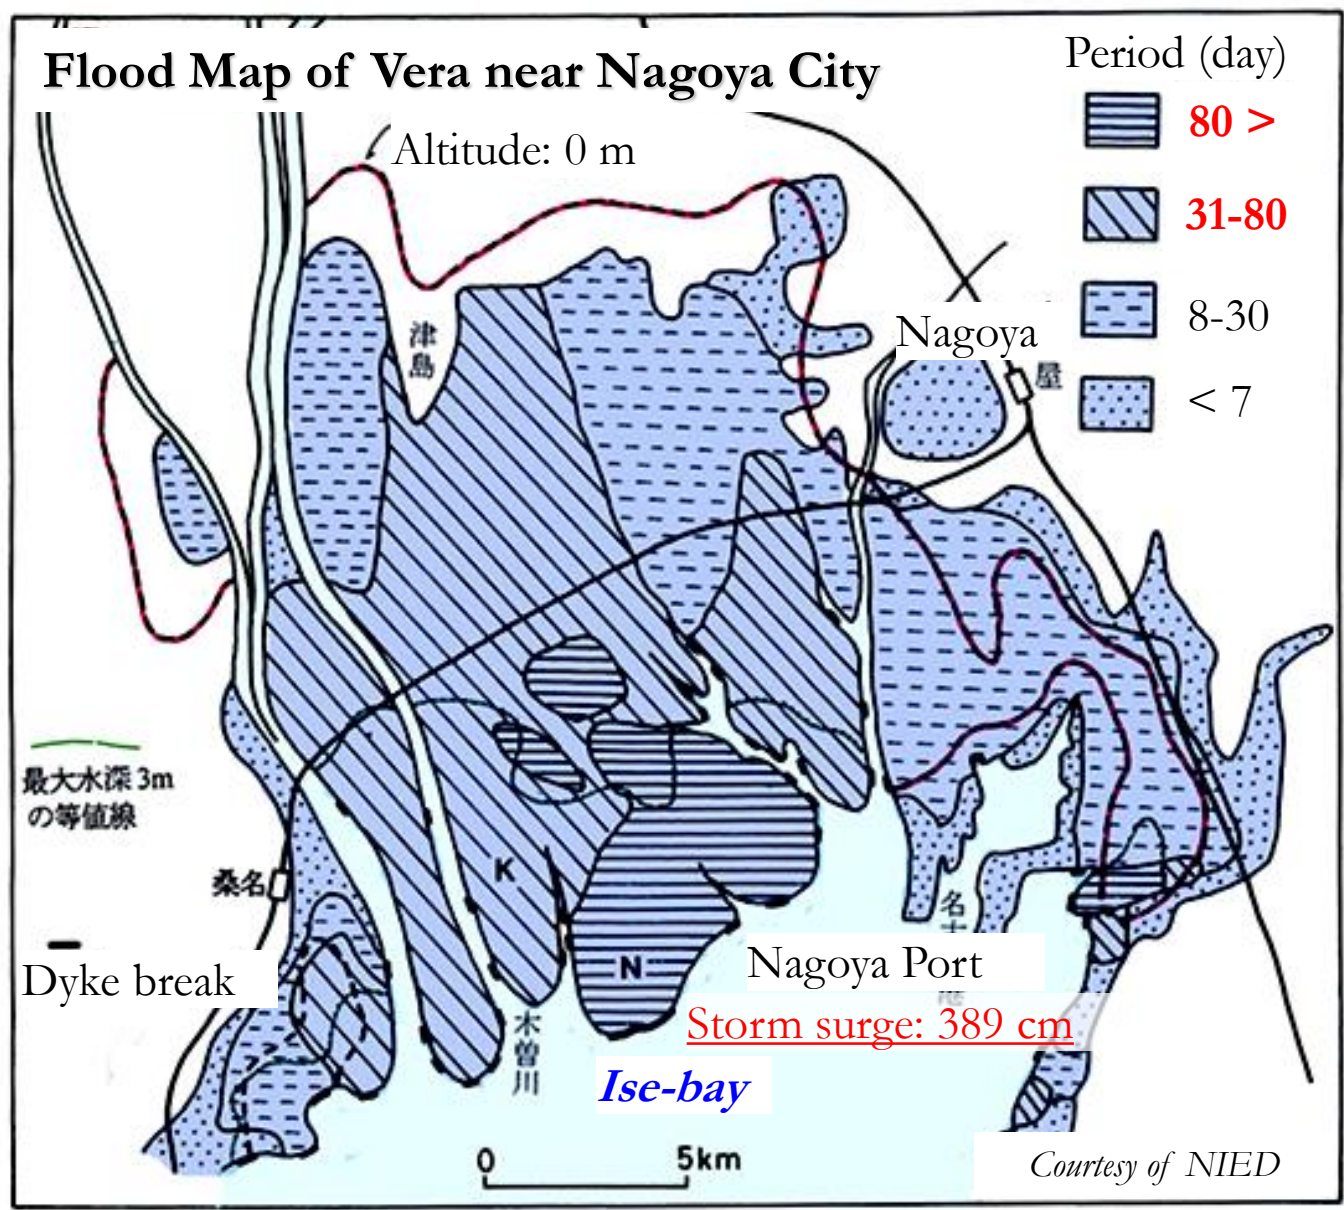 Flood Map of Vera near Nagoya City
Period (day)
80 >
31-80
8-30
< 7
Altitude: 0 m
津島
Nagoya
屋
最大水深3m
の等値線
桑名
Dyke break
K
N
名古
港
Nagoya Port
Storm surge: 389 cm
木曽川
Ise-bay
0 5km
Courtesy of NIED